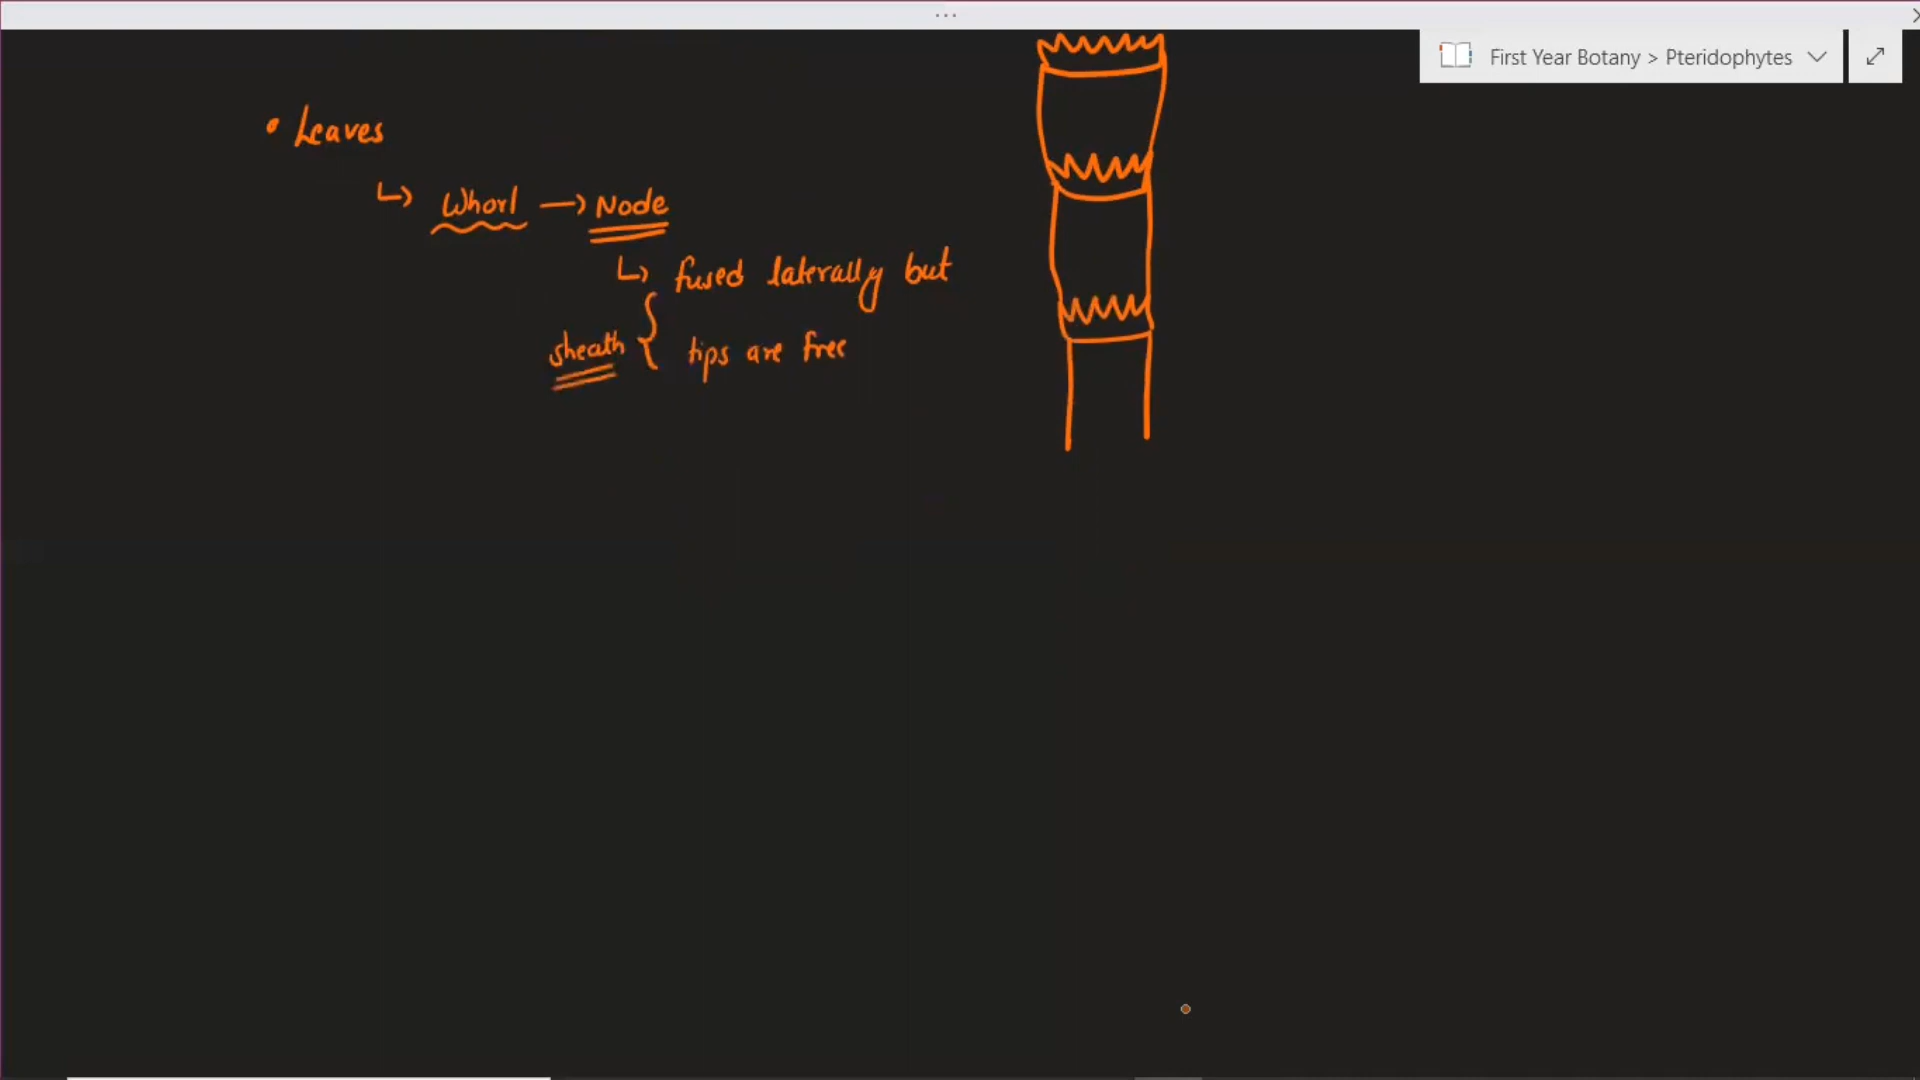 First Year Botany > Pteridophytes
• Leaves
↳ Whorl → Node
↳ fused laterally but
sheath { tips are free